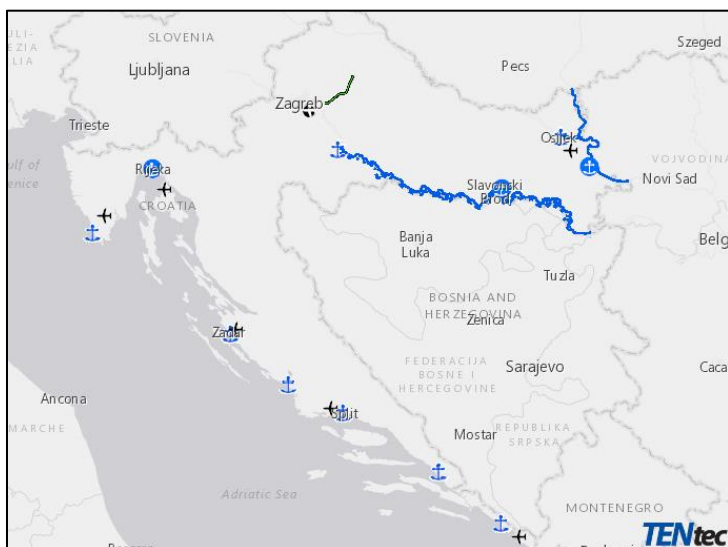 SLOVENIA
Szeged
Ljubljana
Pecs
Zagreb
Trieste
Osijek
VOJVODINA
Rijeka
Novi Sad
Slavonski
Brod
CROATIA
Banja
Luka
Tuzla
BOSNIA AND
HERZEGOVINA
Zenica
Zadar
FEDERACIJA
BOSNE I
HERCEGOVINE
Sarajevo
Ancona
Split
MARCHE
REPUBLIKA
SRPSKA
Mostar
Adriatic Sea
MONTENEGRO
TENtec